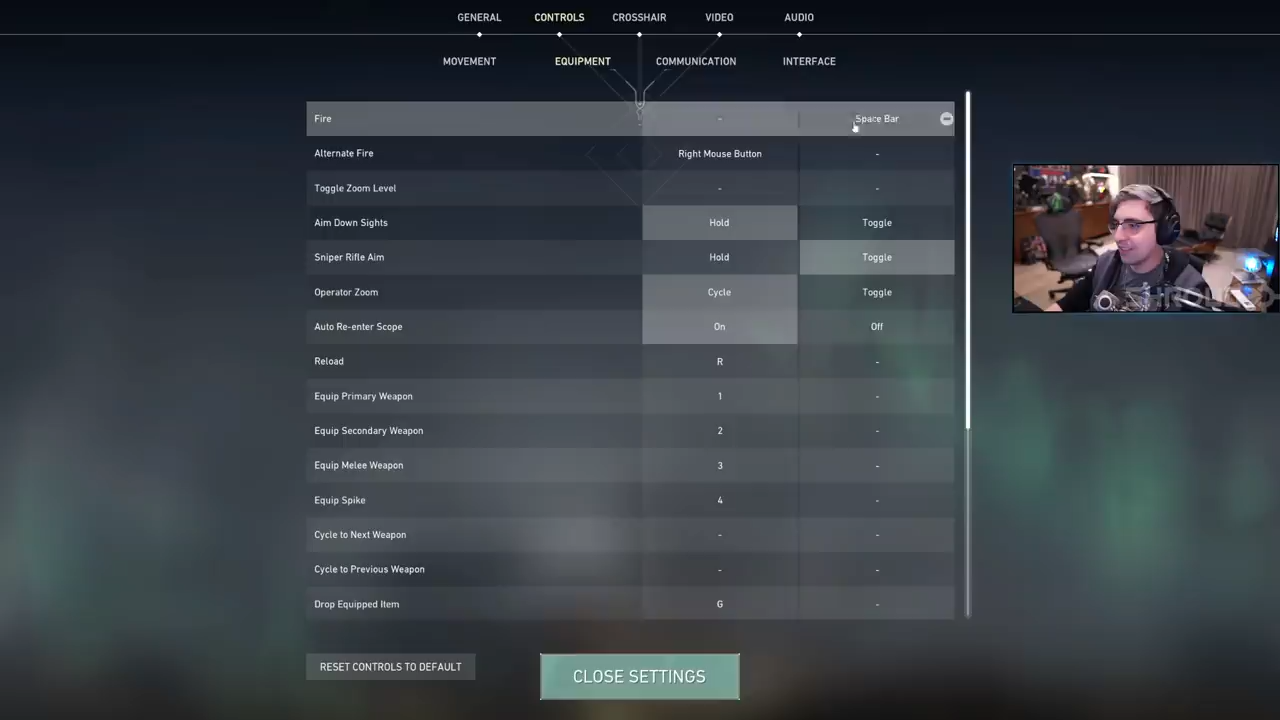 GENERAL CONTROLS CROSSHAIR VIDEO AUDIO
MOVEMENT EQUIPMENT COMMUNICATION INTERFACE
Fire - Space Bar
Alternate Fire Right Mouse Button -
Toggle Zoom Level - -
Aim Down Sights Hold Toggle
Sniper Rifle Aim Hold Toggle
Operator Zoom Cycle Toggle
Auto Re-enter Scope On Off
Reload R -
Equip Primary Weapon 1 -
Equip Secondary Weapon 2 -
Equip Melee Weapon 3 -
Equip Spike 4 -
Cycle to Next Weapon - -
Cycle to Previous Weapon - -
Drop Equipped Item G -
RESET CONTROLS TO DEFAULT
CLOSE SETTINGS